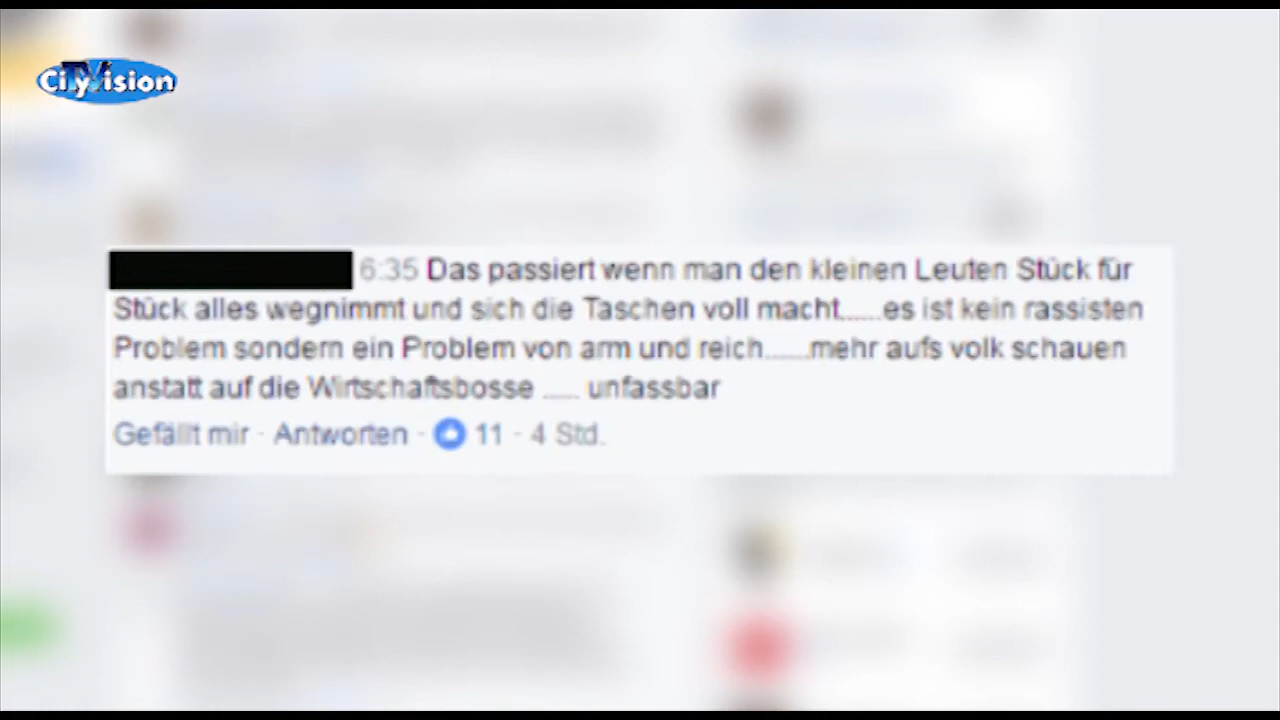 CityVision
TV
6:35 Das passiert wenn man den kleinen Leuten Stück für
Stück alles wegnimmt und sich die Taschen voll macht......es ist kein rassisten
Problem sondern ein Problem von arm und reich......mehr aufs volk schauen
anstatt auf die Wirtschaftsbosse ..... unfassbar
Gefällt mir · Antworten · 11 · 4 Std.